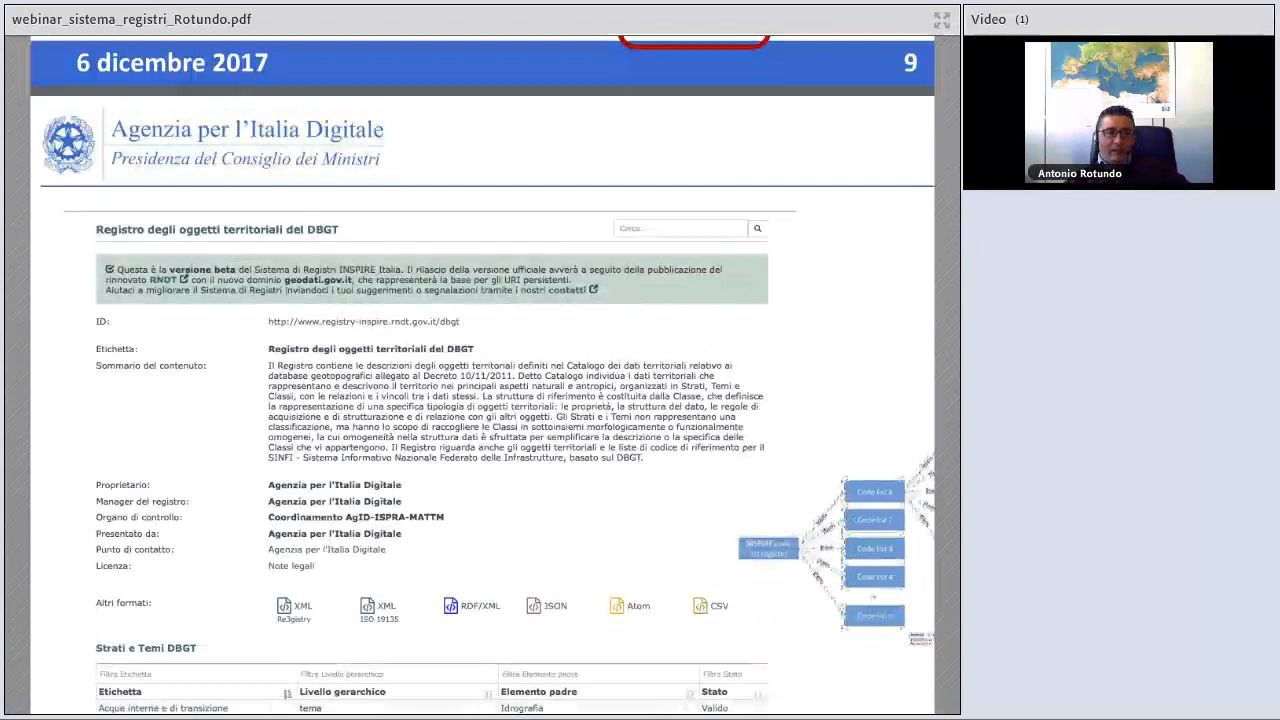 webinar_sistema_registri_Rotundo.pdf
Video (1)
6 dicembre 2017
9
Agenzia per l'Italia Digitale
Presidenza del Consiglio dei Ministri
Antonio Rotundo
Registro degli oggetti territoriali del DBGT
Cerca...
Questa è la versione beta del Sistema di Registri INSPIRE Italia. Il rilascio della versione ufficiale avverrà a seguito della pubblicazione del
rinnovato RNDT con il nuovo dominio geodati.gov.it, che rappresenterà la base per gli URI persistenti.
Aiutaci a migliorare il Sistema di Registri inviandoci i tuoi suggerimenti o segnalazioni tramite i nostri contatti
ID: http://www.registry-inspire.rndt.gov.it/dbgt
Etichetta: Registro degli oggetti territoriali del DBGT
Sommario del contenuto: Il Registro contiene le descrizioni degli oggetti territoriali definiti nel Catalogo dei dati territoriali relativo ai
database geotopografici allegato al Decreto 10/11/2011. Detto Catalogo individua i dati territoriali che
rappresentano e descrivono il territorio nei principali aspetti naturali e antropici, organizzati in Strati, Temi e
Classi, con le relazioni e i vincoli tra i dati stessi. La struttura di riferimento è costituita dalla Classe, che definisce
la rappresentazione di una specifica tipologia di oggetti territoriali: le proprietà, la struttura del dato, le regole di
acquisizione e di strutturazione e di relazione con gli altri oggetti. Gli Strati e i Temi non rappresentano una
classificazione, ma hanno lo scopo di raccogliere le Classi in sottoinsiemi morfologicamente o funzionalmente
omogenei, la cui omogeneità nella struttura dati è sfruttata per semplificare la descrizione o la specifica delle
Classi che vi appartengono. Il Registro riguarda anche gli oggetti territoriali e le liste di codice di riferimento per il
SINFI - Sistema Informativo Nazionale Federato delle Infrastrutture, basato sul DBGT.
Proprietario: Agenzia per l'Italia Digitale
Manager del registro: Agenzia per l'Italia Digitale
Organo di controllo: Coordinamento AgID-ISPRA-MATTM
Presentato da: Agenzia per l'Italia Digitale
Punto di contatto: Agenzia per l'Italia Digitale
Licenza: Note legali
Altri formati: XML XML RDF/XML JSON Atom CSV
Re3gistry ISO 19135
INSPIRE code
list register
Code list
Code list
Code list
Code list
Code list
Strati e Temi DBGT
Filtra Etichetta Filtra Livello gerarchico Filtra Elemento padre Filtra Stato
Etichetta Livello gerarchico Elemento padre Stato
Acque interne e di transizione tema Idrografia Valido